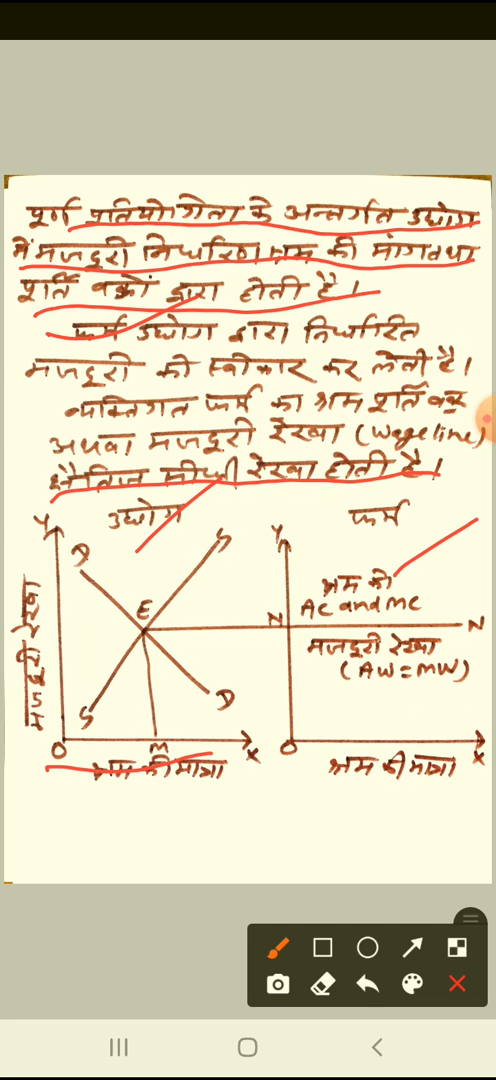 पूर्ण प्रतियोगिता के अन्तर्गत उद्योग
में मजदूरी निर्धारण श्रम की मांग तथा
पूर्ति वक्रों द्वारा होती है।
फर्म उद्योग द्वारा निर्धारित
मजदूरी को स्वीकार कर लेती है।
व्यक्तिगत फर्म का श्रम पूर्ति वक्र
अथवा मजदूरी रेखा (Wage line)
क्षैतिज सीधी रेखा होती है।
उद्योग
Y
D
S
E
S
D
O
M
X
मजदूरी रेखा
श्रम की मात्रा
फर्म
Y
श्रम की
AC and MC
N
N
मजदूरी रेखा
(AW=MW)
O
X
श्रम की मात्रा